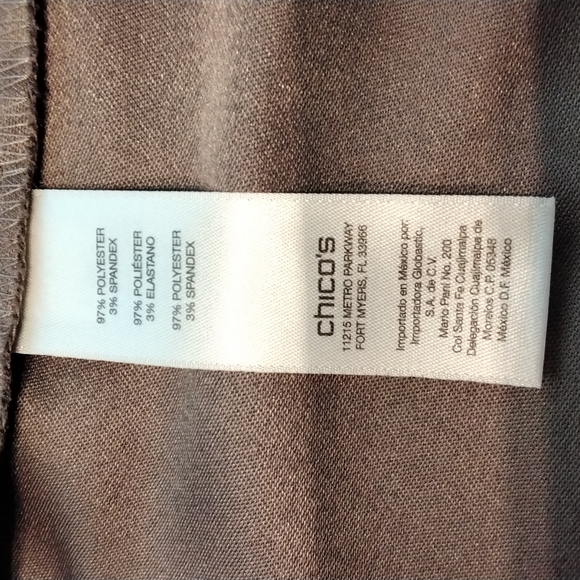 97% POLYESTER
3% SPANDEX
97% POLIÉSTER
3% ELASTANO
97% POLYESTER
3% SPANDEX
chico's
11215 METRO PARKWAY
FORT MYERS, FL 33966
Importado en México por:
Importadora Globastic,
S.A. de C.V.
Mario Pani No. 200
Col Santa Fe Cuajimalpa
Delegación Cuajimalpa de
Morelos C.P. 05348
México D.F. México